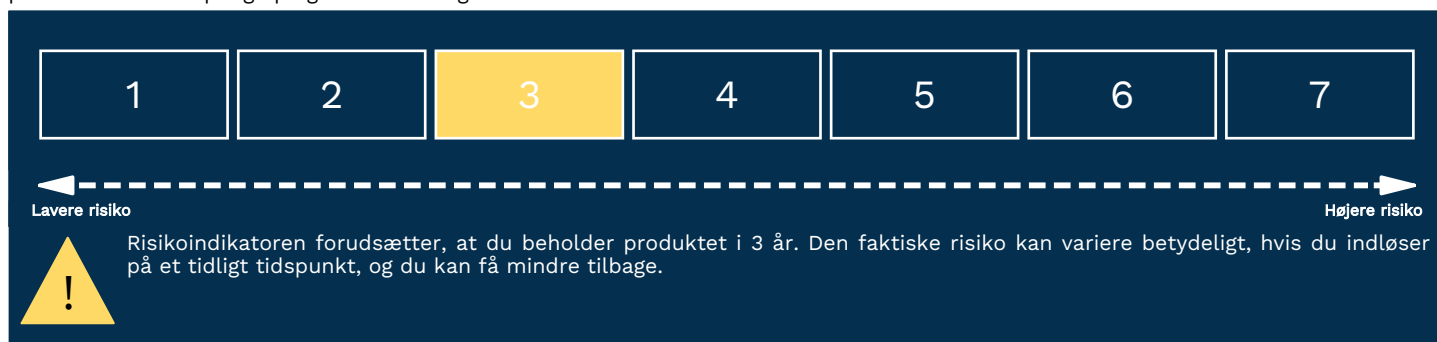 1 2 3 4 5 6 7
Lavere risiko Højere risiko
Risikoindikatoren forudsætter, at du beholder produktet i 3 år. Den faktiske risiko kan variere betydeligt, hvis du indløser
på et tidligt tidspunkt, og du kan få mindre tilbage.
!